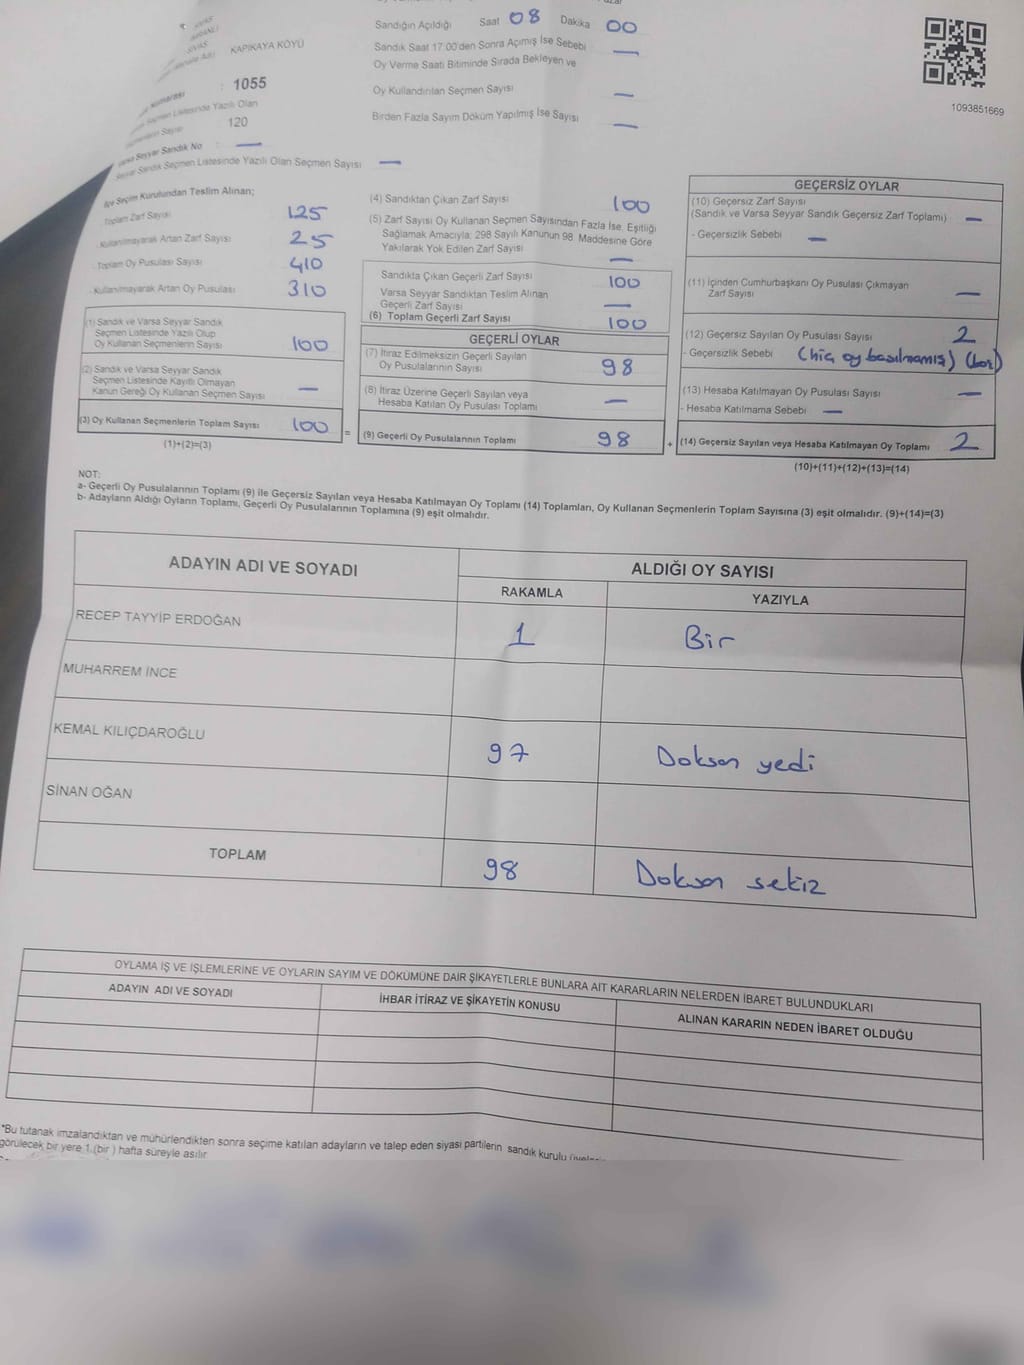 Sandığın Açıldığı Saat 08 Dakika 00
SİVAS
SİVAS
KAPIKAYA KÖYÜ
Sandık Saat 17:00'den Sonra Açımış İse Sebebi —
Oy Verme Saati Bitiminde Sırada Bekleyen ve
Oy Kullandırılan Seçmen Sayısı —
Birden Fazla Sayım Döküm Yapılmış İse Sayısı —
1093851669
: 1055
Seçmen Listesinde Yazılı Olan
120
Varsa Seyyar Sandık No : —
Seyyar Sandık Seçmen Listesinde Yazılı Olan Seçmen Sayısı —
İlçe Seçim Kurulundan Teslim Alınan;
Toplam Zarf Sayısı 125
- Kullanılmayarak Artan Zarf Sayısı 25
- Toplam Oy Pusulası Sayısı 410
- Kullanılmayarak Artan Oy Pusulası 310
(1) Sandık ve Varsa Seyyar Sandık
Seçmen Listesinde Yazılı Olup
Oy Kullanan Seçmenlerin Sayısı 100
(2) Sandık ve Varsa Seyyar Sandık
Seçmen Listesinde Kayıtlı Olmayan
Kanun Gereği Oy Kullanan Seçmen Sayısı —
(3) Oy Kullanan Seçmenlerin Toplam Sayısı 100 =
(1)+(2)=(3)
(4) Sandıktan Çıkan Zarf Sayısı 100
(5) Zarf Sayısı Oy Kullanan Seçmen Sayısından Fazla İse, Eşitliği
Sağlamak Amacıyla; 298 Sayılı Kanunun 98. Maddesine Göre
Yakılarak Yok Edilen Zarf Sayısı —
Sandıkta Çıkan Geçerli Zarf Sayısı 100
Varsa Seyyar Sandıktan Teslim Alınan
Geçerli Zarf Sayısı —
(6) Toplam Geçerli Zarf Sayısı 100
GEÇERLİ OYLAR
(7) İtiraz Edilmeksizin Geçerli Sayılan
Oy Pusulalarının Sayısı 98
(8) İtiraz Üzerine Geçerli Sayılan veya
Hesaba Katılan Oy Pusulası Toplamı —
(9) Geçerli Oy Pusulalarının Toplamı 98 +
GEÇERSİZ OYLAR
(10) Geçersiz Zarf Sayısı
(Sandık ve Varsa Seyyar Sandık Geçersiz Zarf Toplamı) —
- Geçersizlik Sebebi —
(11) İçinden Cumhurbaşkanı Oy Pusulası Çıkmayan
Zarf Sayısı —
(12) Geçersiz Sayılan Oy Pusulası Sayısı 2
- Geçersizlik Sebebi (hiç oy basılmamış) (boş)
(13) Hesaba Katılmayan Oy Pusulası Sayısı —
- Hesaba Katılmama Sebebi —
(14) Geçersiz Sayılan veya Hesaba Katılmayan Oy Toplamı 2
(10)+(11)+(12)+(13)=(14)
NOT:
a- Geçerli Oy Pusulalarının Toplamı (9) ile Geçersiz Sayılan veya Hesaba Katılmayan Oy Toplamı (14) Toplamları, Oy Kullanan Seçmenlerin Toplam Sayısına (3) eşit olmalıdır. (9)+(14)=(3)
b- Adayların Aldığı Oyların Toplamı, Geçerli Oy Pusulalarının Toplamına (9) eşit olmalıdır.
ADAYIN ADI VE SOYADI ALDIĞI OY SAYISI
RAKAMLA YAZIYLA
RECEP TAYYİP ERDOĞAN 1 Bir
MUHARREM İNCE
KEMAL KILIÇDAROĞLU 97 Doksan yedi
SİNAN OĞAN
TOPLAM 98 Doksan sekiz
OYLAMA İŞ VE İŞLEMLERİNE VE OYLARIN SAYIM VE DÖKÜMÜNE DAİR ŞİKAYETLERLE BUNLARA AİT KARARLARIN NELERDEN İBARET BULUNDUKLARI
ADAYIN ADI VE SOYADI İHBAR İTİRAZ VE ŞİKAYETİN KONUSU ALINAN KARARIN NEDEN İBARET OLDUĞU
*Bu tutanak imzalandıktan ve mühürlendikten sonra seçime katılan adayların ve talep eden siyasi partilerin sandık kurulu
görülecek bir yere 1 (bir) hafta süreyle asılır